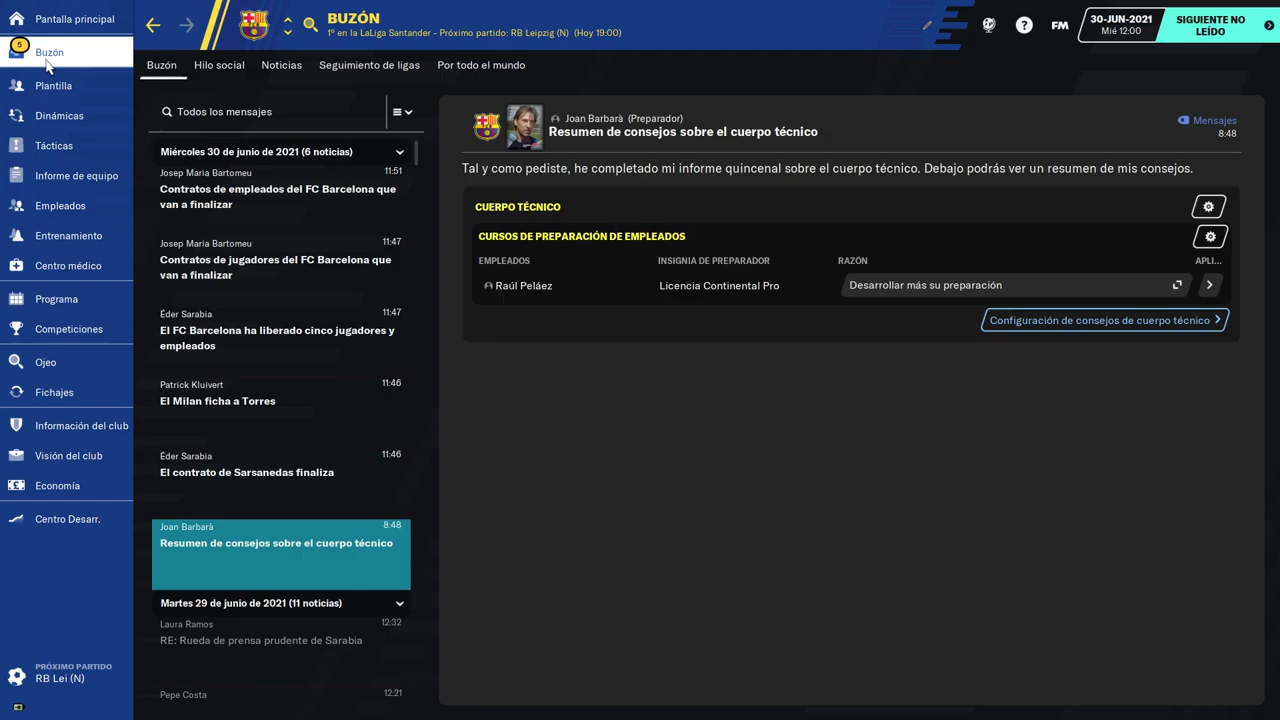 Pantalla principal
5
Buzón
Plantilla
Dinámicas
Tácticas
Informe de equipo
Empleados
Entrenamiento
Centro médico
Programa
Competiciones
Ojeo
Fichajes
Información del club
Visión del club
Economía
Centro Desarr.
PRÓXIMO PARTIDO
RB Lei (N)
BUZÓN
1º en la LaLiga Santander - Próximo partido: RB Leipzig (N) (Hoy 19:00)
FM
30-JUN-2021
Mié 12:00
SIGUIENTE NO
LEÍDO
Buzón Hilo social Noticias Seguimiento de ligas Por todo el mundo
Todos los mensajes
Miércoles 30 de junio de 2021 (6 noticias)
Josep Maria Bartomeu 11:51
Contratos de empleados del FC Barcelona que
van a finalizar
Josep Maria Bartomeu 11:47
Contratos de jugadores del FC Barcelona que
van a finalizar
Éder Sarabia 11:47
El FC Barcelona ha liberado cinco jugadores y
empleados
Patrick Kluivert 11:46
El Milan ficha a Torres
Éder Sarabia 11:46
El contrato de Sarsanedas finaliza
Joan Barbarà 8:48
Resumen de consejos sobre el cuerpo técnico
Martes 29 de junio de 2021 (11 noticias)
Laura Ramos 12:32
RE: Rueda de prensa prudente de Sarabia
Pepe Costa 12:21
Joan Barbarà (Preparador)
Resumen de consejos sobre el cuerpo técnico
Mensajes
8:48
Tal y como pediste, he completado mi informe quincenal sobre el cuerpo técnico. Debajo podrás ver un resumen de mis consejos.
CUERPO TÉCNICO
CURSOS DE PREPARACIÓN DE EMPLEADOS
EMPLEADOS INSIGNIA DE PREPARADOR RAZÓN APLI...
Raúl Peláez Licencia Continental Pro Desarrollar más su preparación
Configuración de consejos de cuerpo técnico